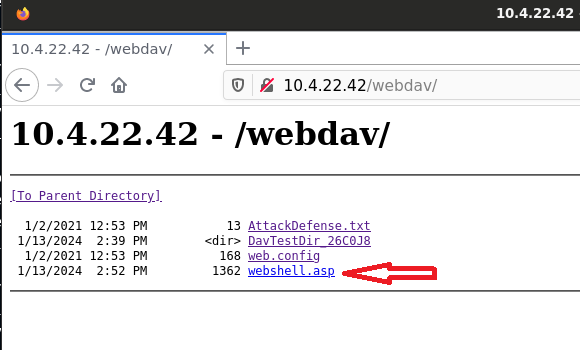 10.4.22.42 - /
10.4.22.42 - /webdav/
10.4.22.42/webdav/
10.4.22.42 - /webdav/
[To Parent Directory]
1/2/2021 12:53 PM 13 AttackDefense.txt
1/13/2024 2:39 PM <dir> DavTestDir_26C0J8
1/2/2021 12:53 PM 168 web.config
1/13/2024 2:52 PM 1362 webshell.asp